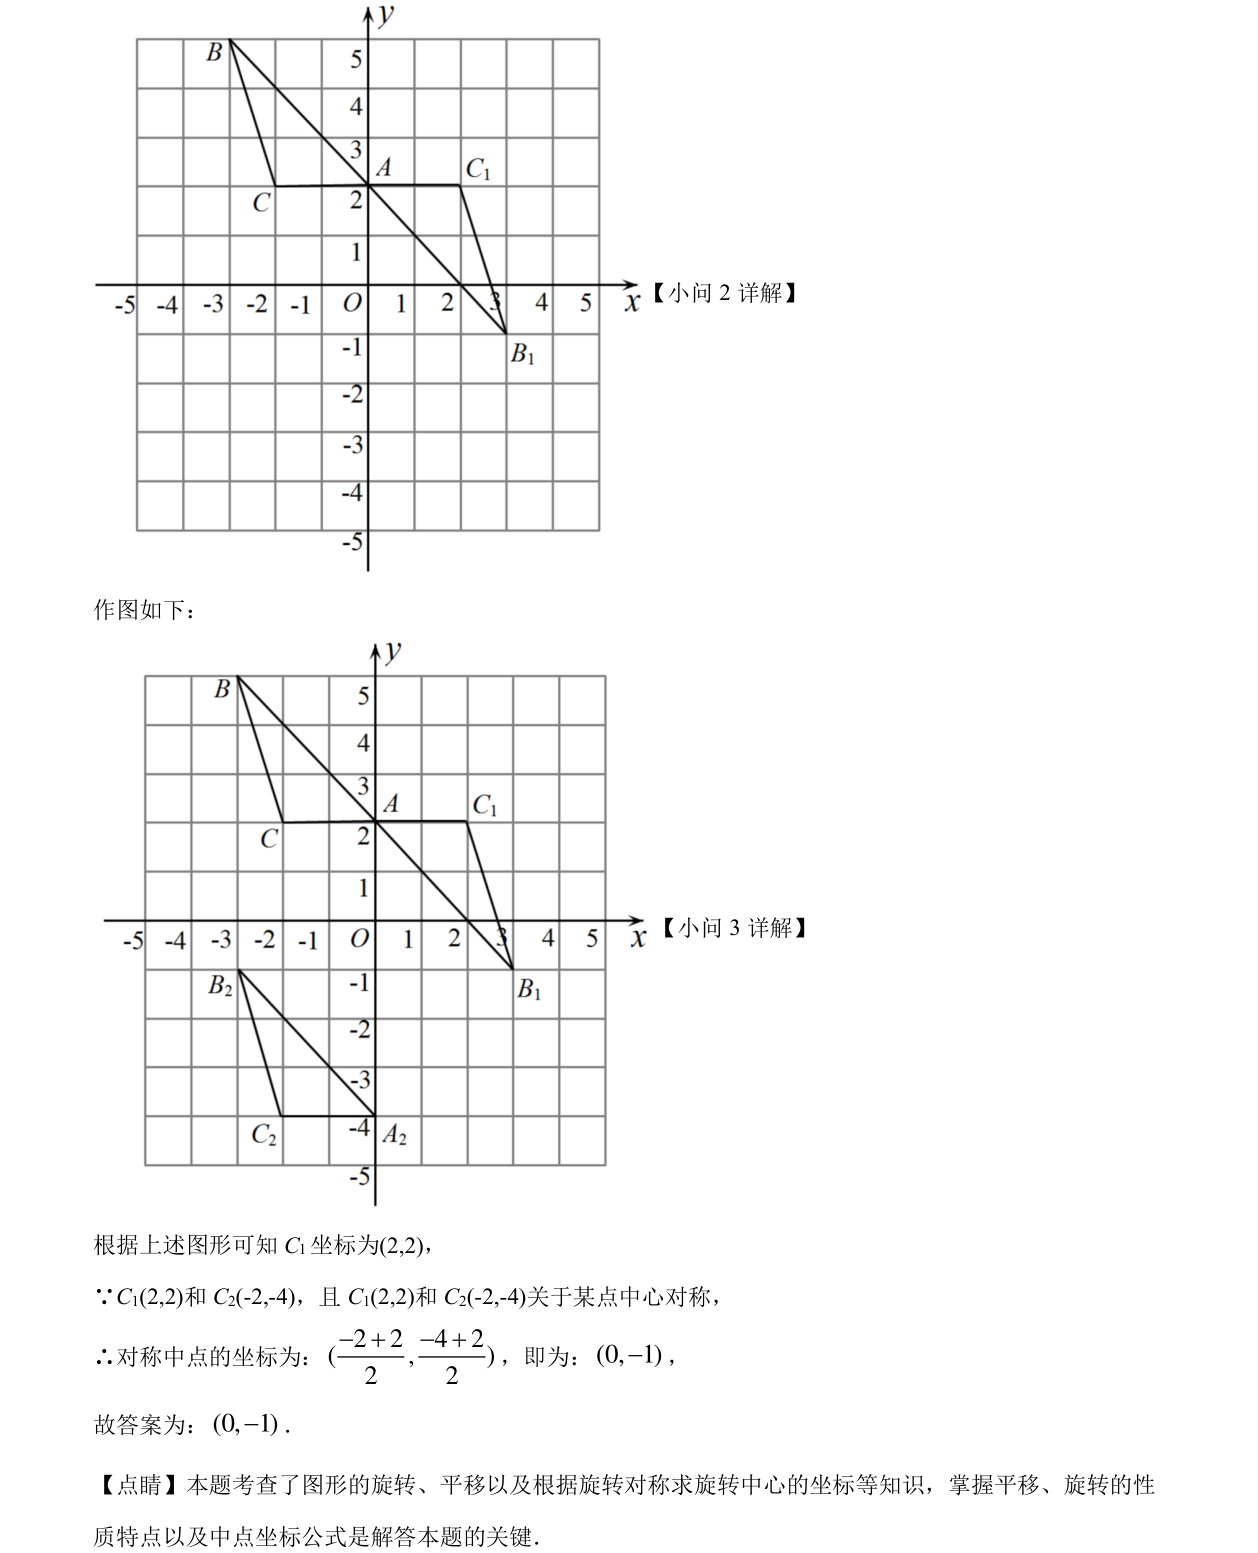 y
B
5
4
3
A
C₁
C
2
1
-5 -4 -3 -2 -1 O 1 2 3 4 5 x【小问 2 详解】
-1
B₁
-2
-3
-4
-5
作图如下：
y
B
5
4
3
A
C₁
C
2
1
-5 -4 -3 -2 -1 O 1 2 3 4 5 x【小问 3 详解】
B₂
-1
B₁
-2
-3
C₂
-4
A₂
-5
根据上述图形可知 C₁ 坐标为(2,2)，
∵C₁(2,2)和 C₂(-2,-4)，且 C₁(2,2)和 C₂(-2,-4)关于某点中心对称，
∴对称中点的坐标为：(\frac{−2+2}{2},\frac{−4+2}{2})，即为：(0,−1)，
故答案为：(0,−1)．
【点睛】本题考查了图形的旋转、平移以及根据旋转对称求旋转中心的坐标等知识，掌握平移、旋转的性
质特点以及中点坐标公式是解答本题的关键．